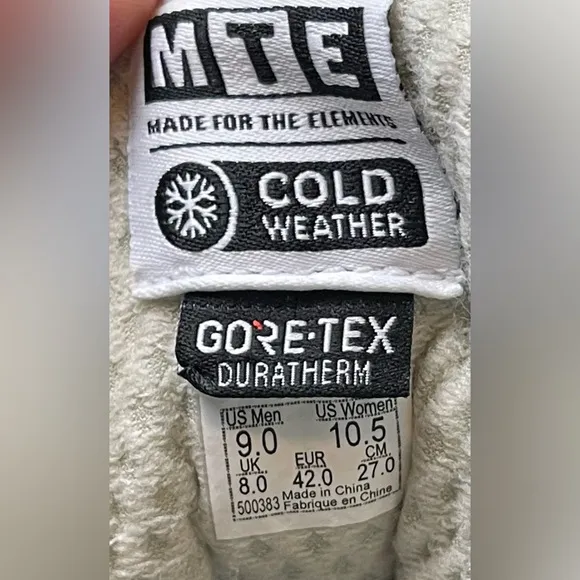 MTE
MADE FOR THE ELEMENTS
COLD
WEATHER
GORE-TEX
DURATHERM
US Men US Women
9.0 10.5
UK EUR CM
8.0 42.0 27.0
500383 Made in China
Fabrique en Chine